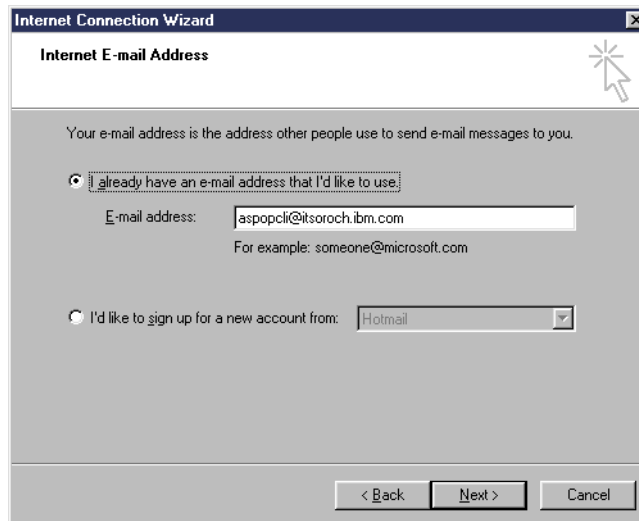 Internet Connection Wizard
Internet E-mail Address
Your e-mail address is the address other people use to send e-mail messages to you.
I already have an e-mail address that I'd like to use.
E-mail address: aspopcli@itsoroch.ibm.com
For example: someone@microsoft.com
I'd like to sign up for a new account from: Hotmail
< Back Next > Cancel